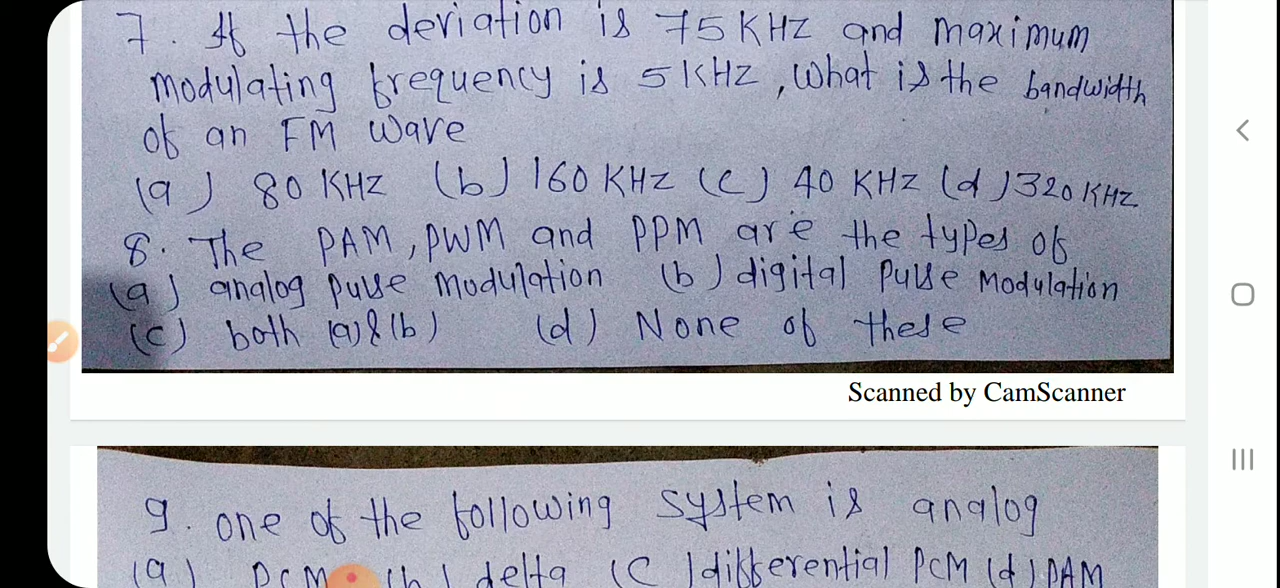 7. If the deviation is 75 KHZ and maximum
modulating frequency is 5 KHZ, What is the bandwidth
of an FM Wave
(a) 80 KHZ (b) 160 KHZ (c) 40 KHZ (d) 320 KHZ
8. The PAM, PWM and PPM are the types of
(a) analog pulse modulation (b) digital Pulse Modulation
(c) both (a) & (b) (d) None of these
Scanned by CamScanner
9. one of the following system is analog
(a) PCM (b) delta (c) differential PCM (d) PAM